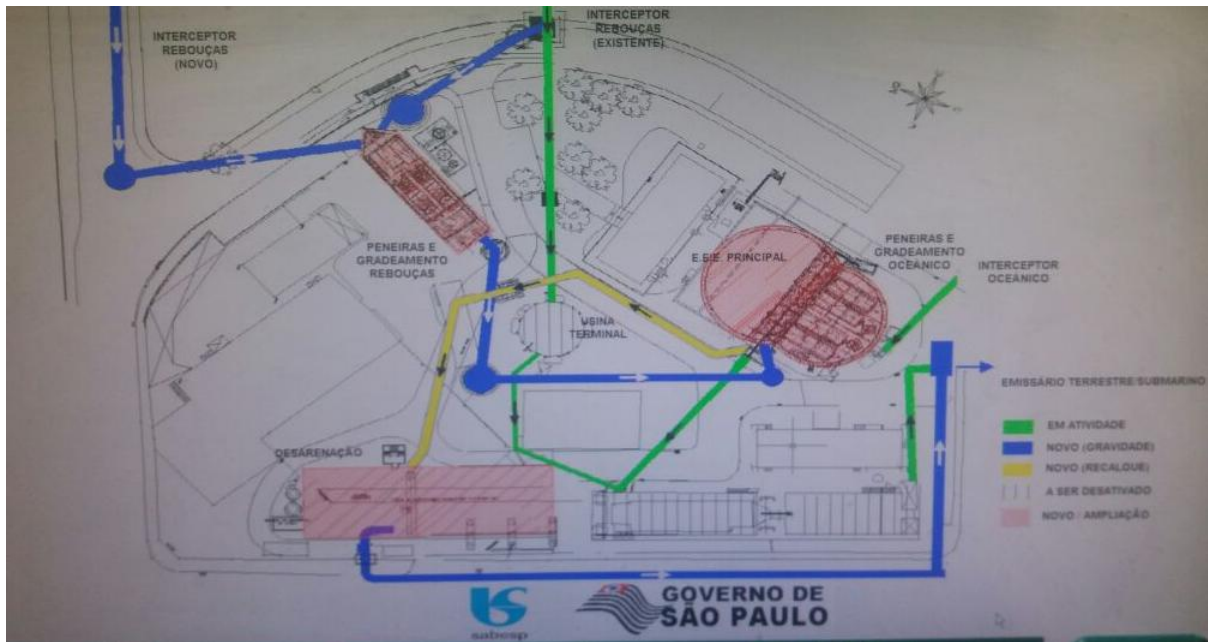 INTERCEPTOR
REBOUÇAS
(NOVO)
INTERCEPTOR
REBOUÇAS
(EXISTENTE)
PENEIRAS E
GRADEAMENTO
REBOUÇAS
E.E.E. PRINCIPAL
PENEIRAS E
GRADEAMENTO
OCEÂNICO
INTERCEPTOR
OCEÂNICO
USINA
TERMINAL
DESARENAÇÃO
EMISSÁRIO TERRESTRE/SUBMARINO
EM ATIVIDADE
NOVO (GRAVIDADE)
NOVO (RECALQUE)
A SER DESATIVADO
NOVO / AMPLIAÇÃO
sabesp
GOVERNO DE
SÃO PAULO